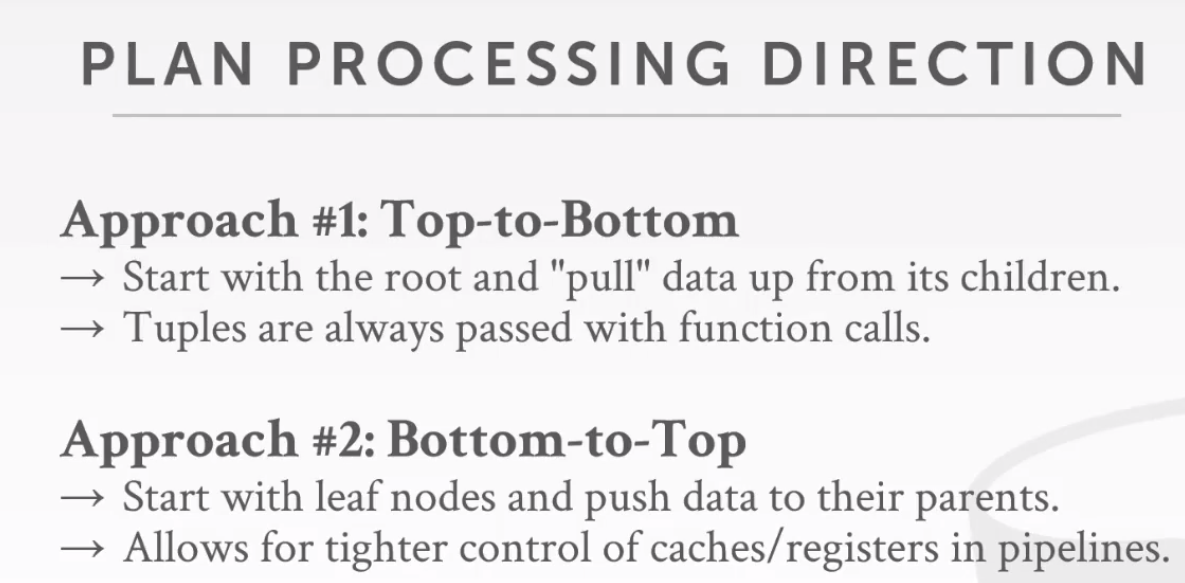 PLAN PROCESSING DIRECTION
Approach #1: Top-to-Bottom
→ Start with the root and "pull" data up from its children.
→ Tuples are always passed with function calls.
Approach #2: Bottom-to-Top
→ Start with leaf nodes and push data to their parents.
→ Allows for tighter control of caches/registers in pipelines.